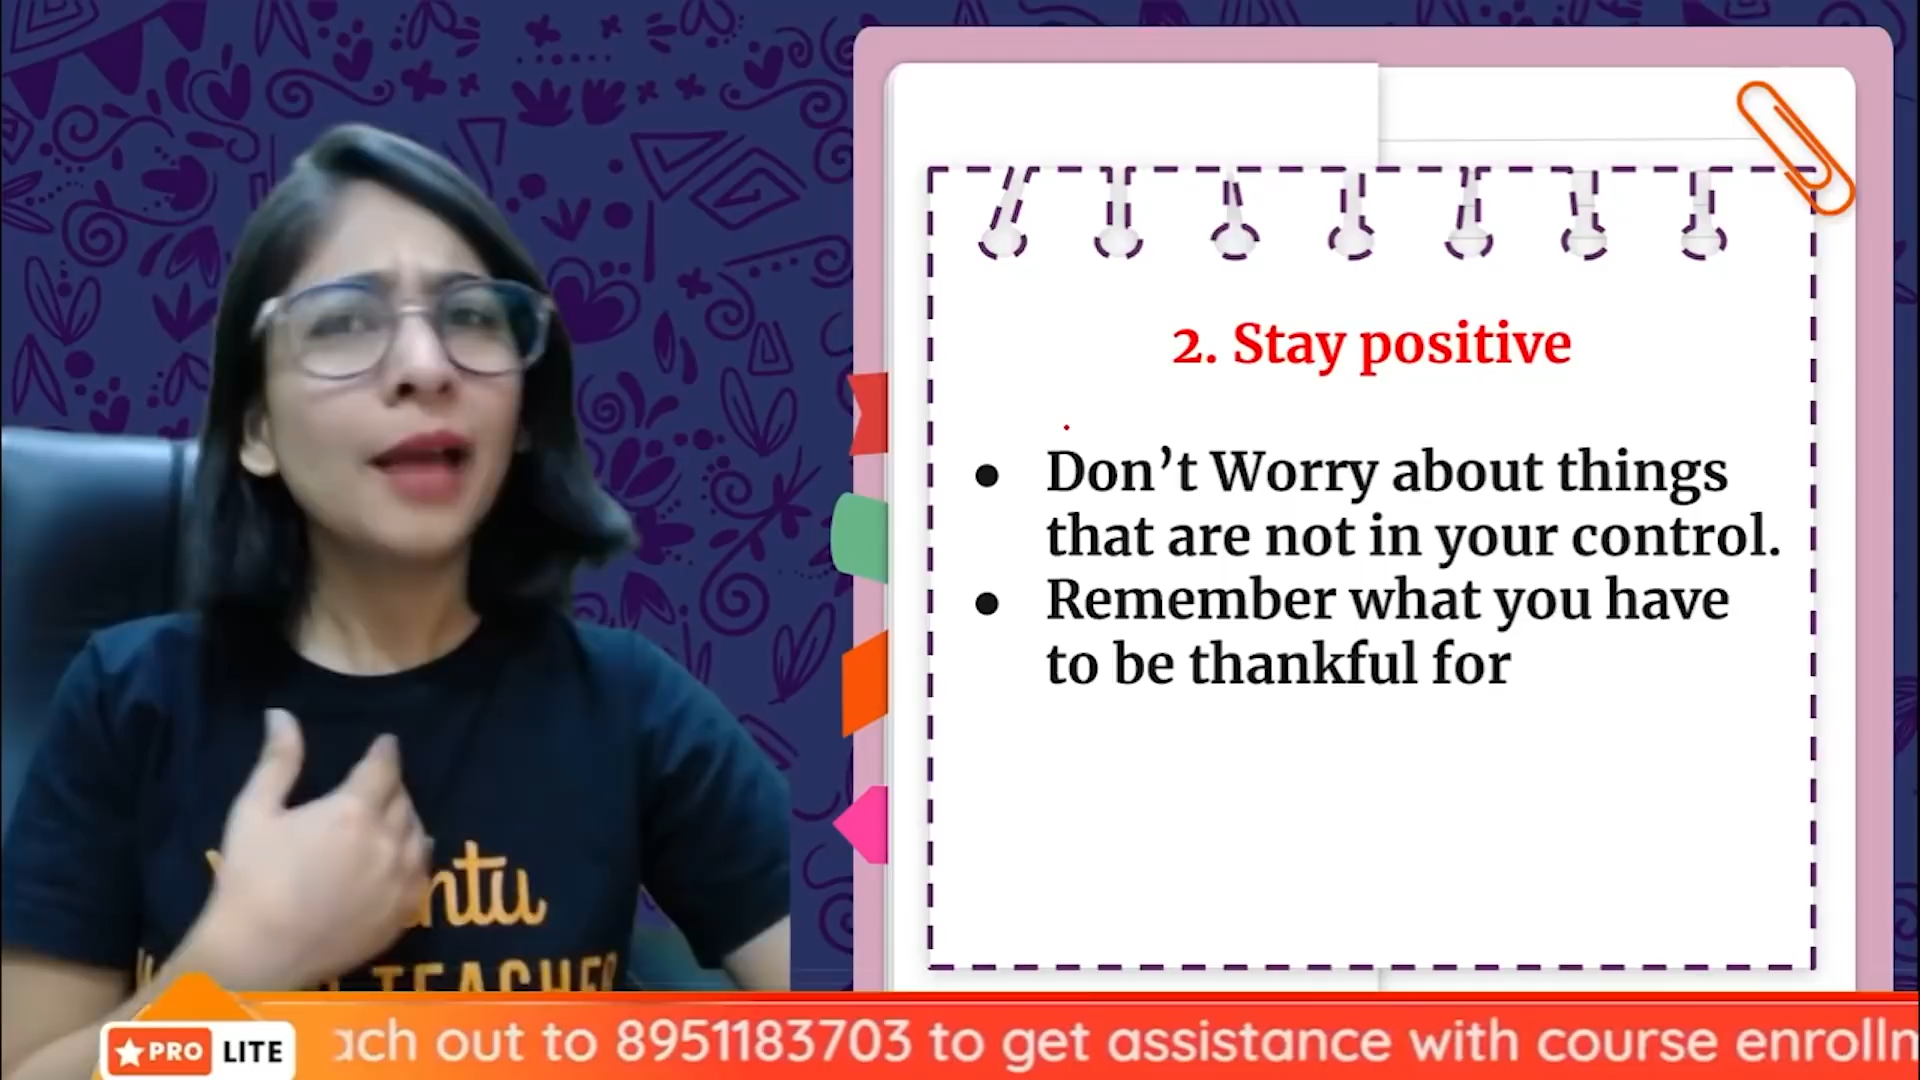 2. Stay positive
● Don’t Worry about things
that are not in your control.
● Remember what you have
to be thankful for
TEACHER
PRO LITE
ach out to 8951183703 to get assistance with course enrolln